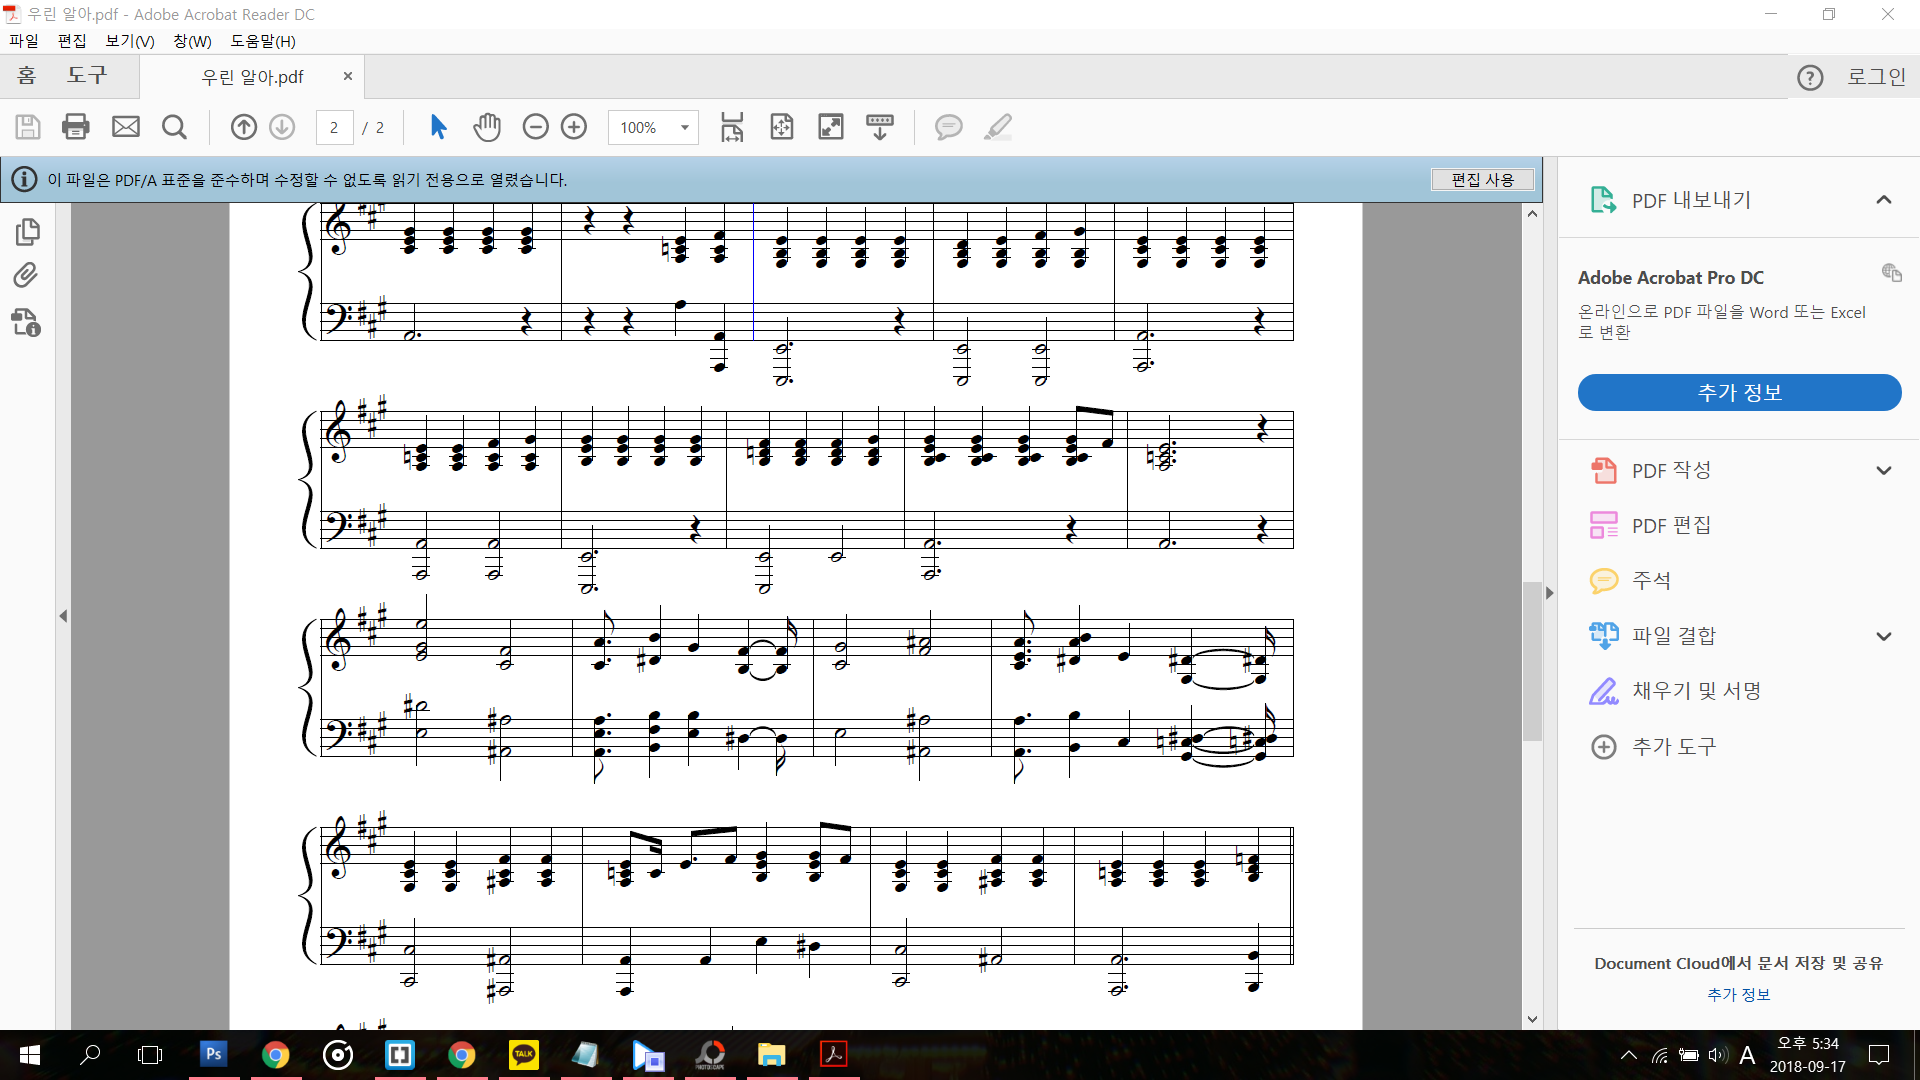 우린 알아.pdf - Adobe Acrobat Reader DC
파일 편집 보기(V) 창(W) 도움말(H)
홈 도구 우린 알아.pdf × ? 로그인
2 / 2 100%
이 파일은 PDF/A 표준을 준수하며 수정할 수 없도록 읽기 전용으로 열렸습니다. 편집 사용
PDF 내보내기
Adobe Acrobat Pro DC
온라인으로 PDF 파일을 Word 또는 Excel
로 변환
추가 정보
PDF 작성
PDF 편집
주석
파일 결합
채우기 및 서명
추가 도구
Document Cloud에서 문서 저장 및 공유
추가 정보
Ps TALK A 오후 5:34
2018-09-17